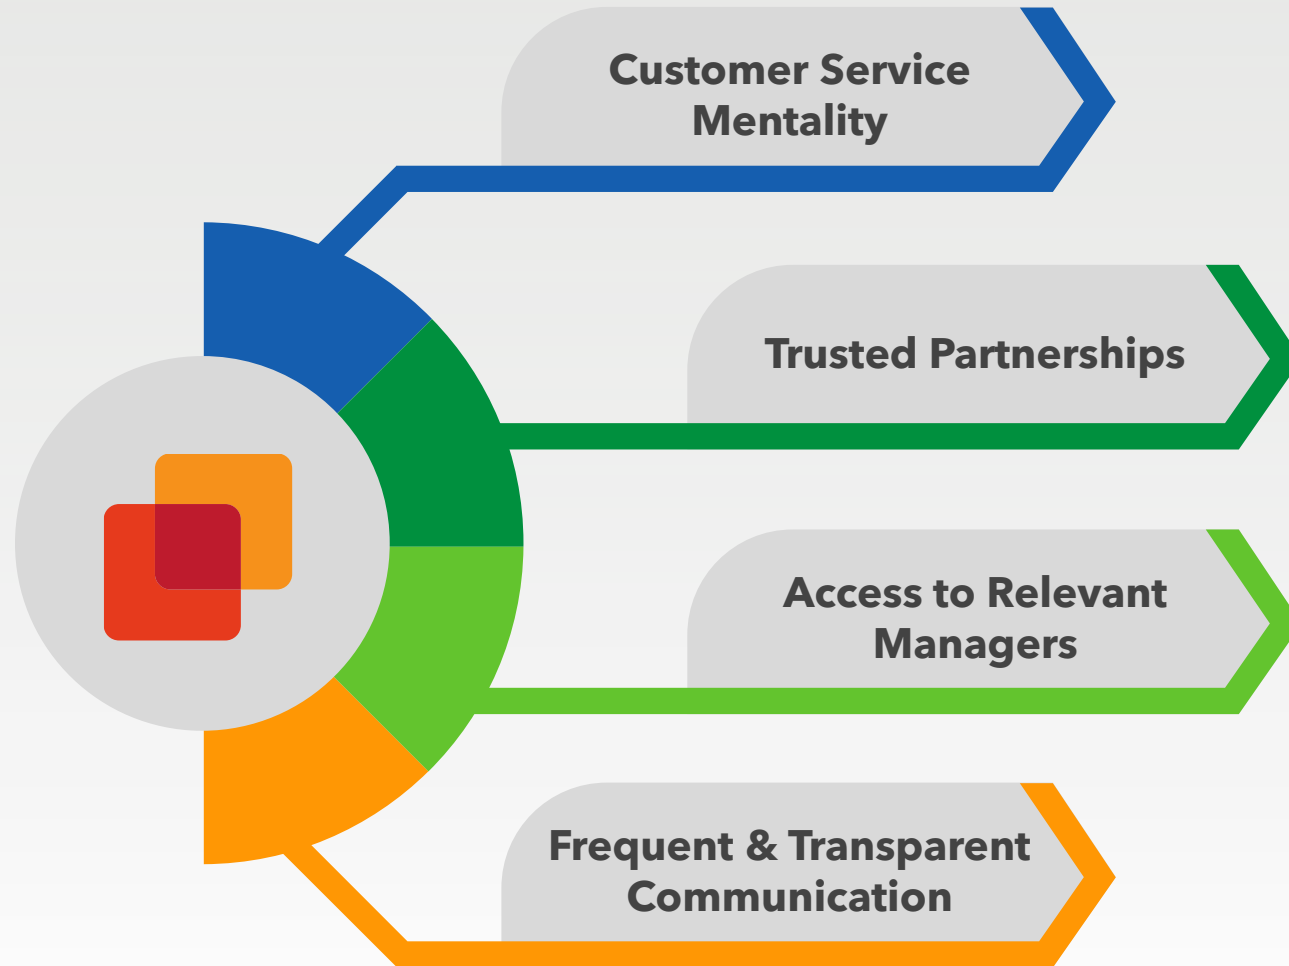 Customer Service
Mentality
Trusted Partnerships
Access to Relevant
Managers
Frequent & Transparent
Communication